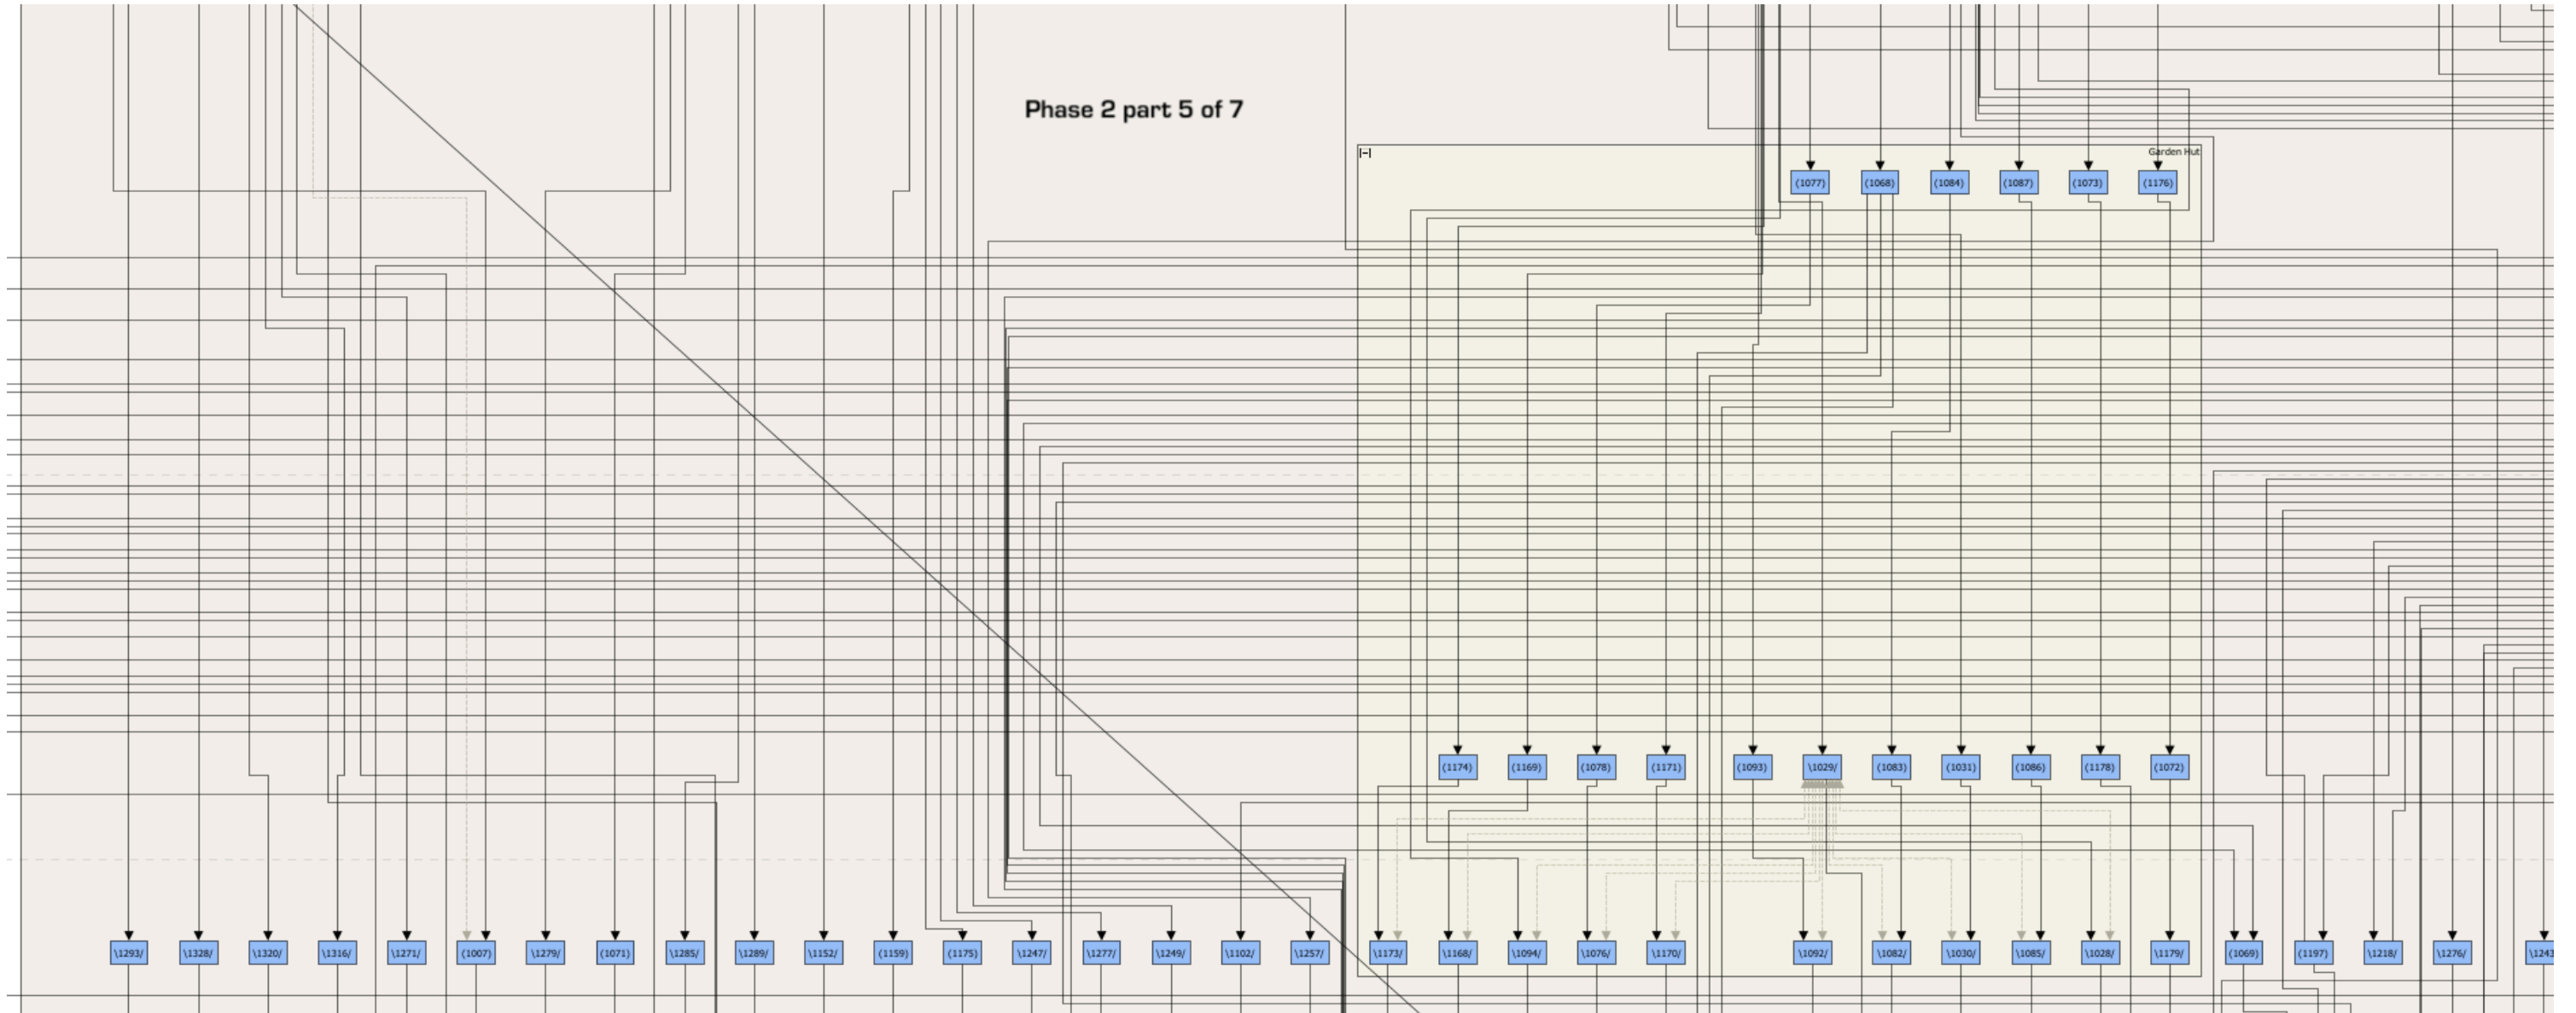 Phase 2 part 5 of 7
|-| Garden Hut
(1077) (1068) (1084) (1087) (1073) (1176)
(1174) (1169) (1078) (1171) (1093) \1029/ (1083) (1031) (1086) (1178) (1072)
\1293/ \1328/ \1320/ \1316/ \1271/ (1007) \1279/ (1071) \1285/ \1289/ \1152/ (1159) (1175) \1247/ \1277/ \1249/ \1102/ \1257/ \1173/ \1168/ \1094/ \1076/ \1170/ \1092/ \1082/ \1030/ \1085/ \1028/ \1179/ (1069) (1197) \1218/ \1276/ \1243